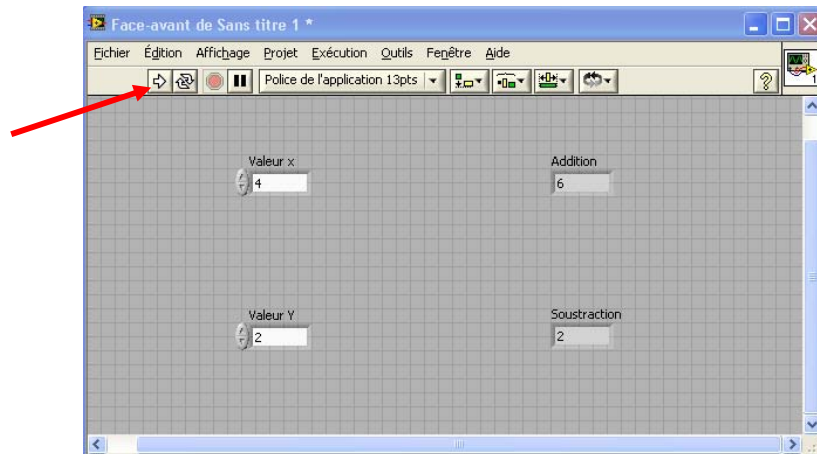 Face-avant de Sans titre 1 *
Fichier Édition Affichage Projet Exécution Outils Fenêtre Aide
Police de l'application 13pts
?
1
Valeur x
Addition
4
6
Valeur Y
Soustraction
2
2